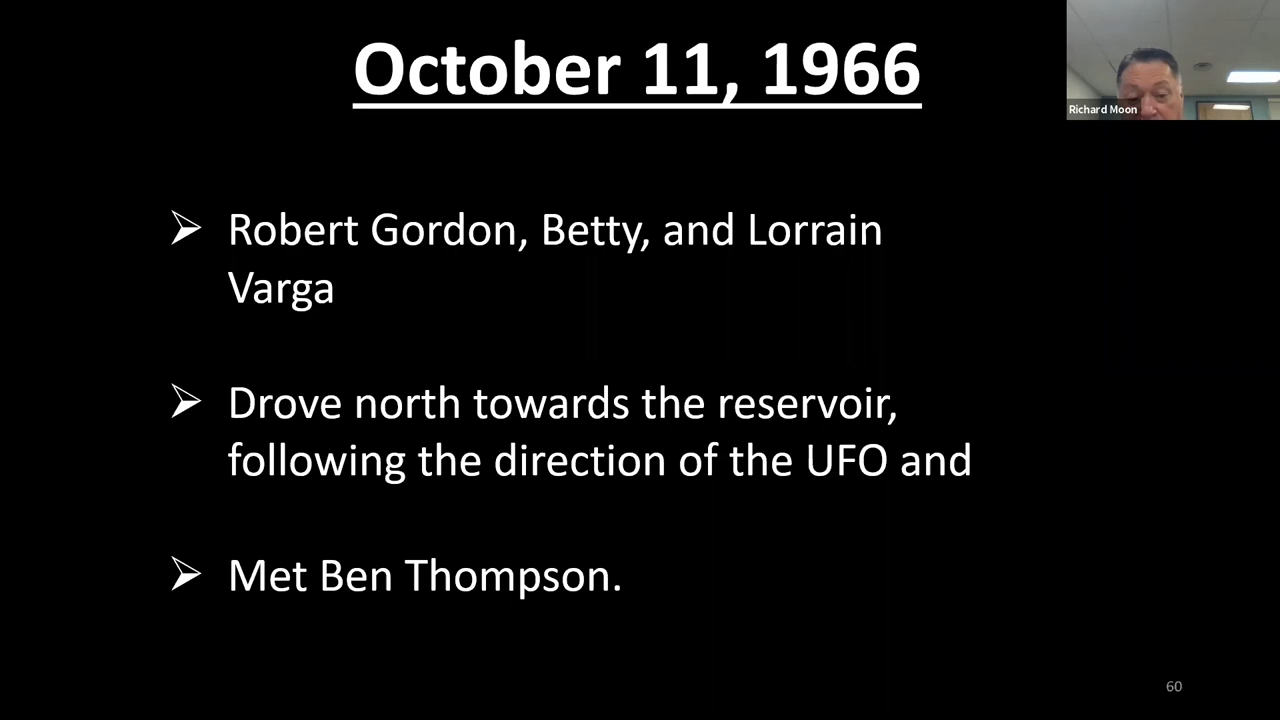 October 11, 1966
Richard Moon
➢ Robert Gordon, Betty, and Lorrain
Varga
➢ Drove north towards the reservoir,
following the direction of the UFO and
➢ Met Ben Thompson.
60